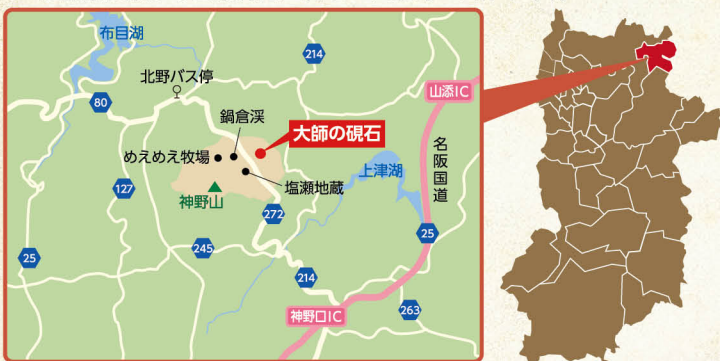 布目湖
214
北野バス停
山添IC
80
鍋倉渓
大師の硯石
めえめえ牧場
名阪国道
上津湖
塩瀬地蔵
127
神野山
272
25
245
25
214
263
神野口IC